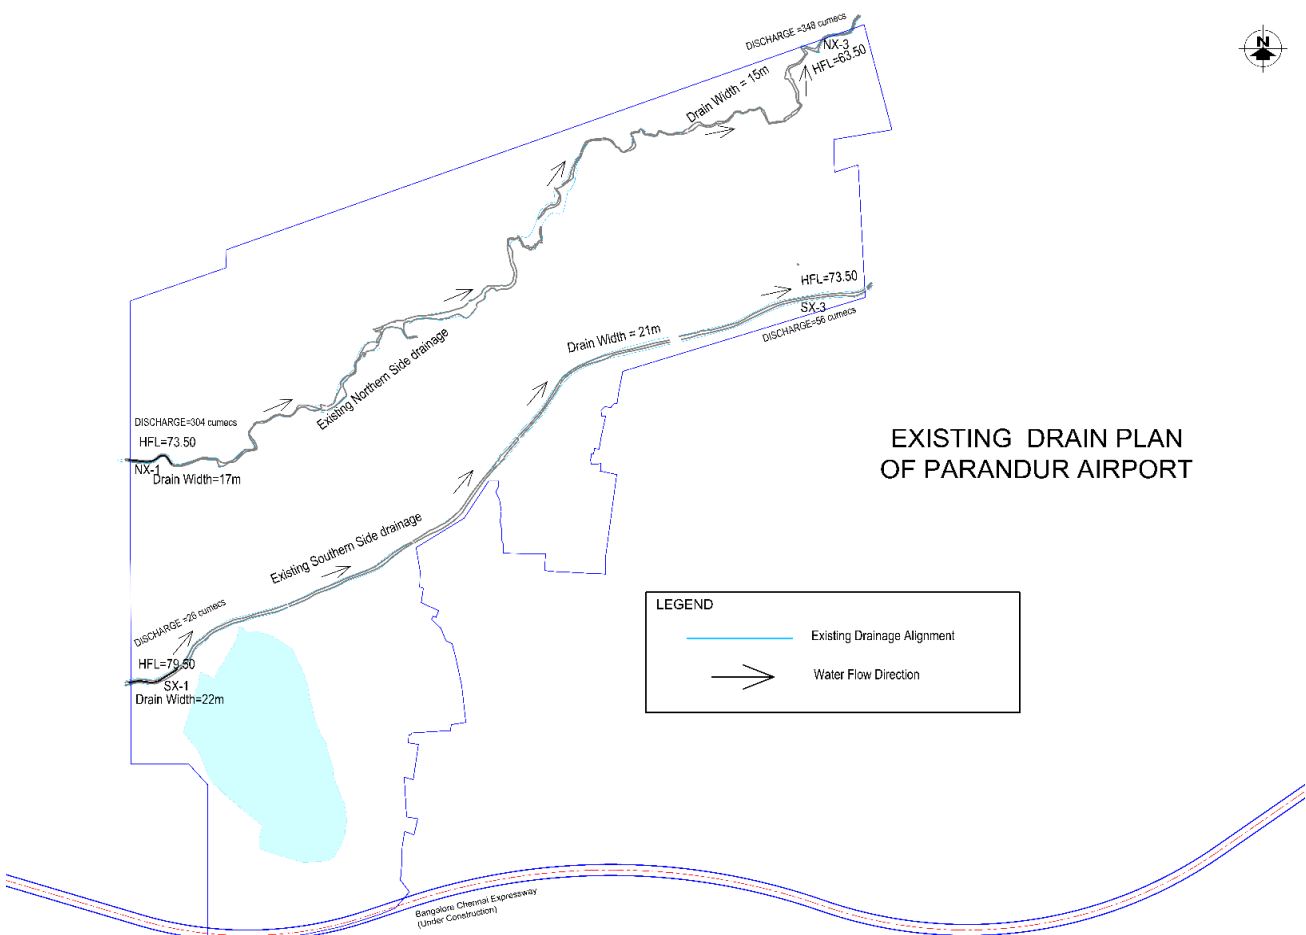 DISCHARGE =348 cumecs
N
NX-3
HFL=63.50
Drain Width = 15m
HFL=73.50
SX-3
DISCHARGE=56 cumecs
Drain Width = 21m
Existing Northern Side drainage
DISCHARGE=304 cumecs
HFL=73.50
NX-1
Drain Width=17m
EXISTING DRAIN PLAN
OF PARANDUR AIRPORT
Existing Southern Side drainage
DISCHARGE =26 cumecs
HFL=79.50
SX-1
Drain Width=22m
LEGEND
Existing Drainage Alignment
Water Flow Direction
Bangalore Chennai Expressway
(Under Construction)